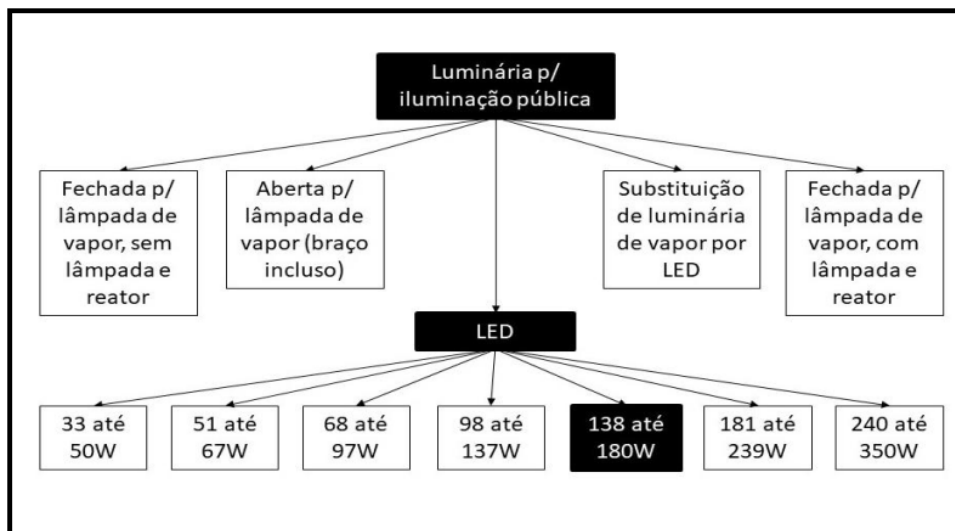 Luminária p/
iluminação pública
Fechada p/
lâmpada de
vapor, sem
lâmpada e
reator
Aberta p/
lâmpada de
vapor (braço
incluso)
Substituição
de luminária
de vapor por
LED
Fechada p/
lâmpada de
vapor, com
lâmpada e
reator
LED
33 até
50W
51 até
67W
68 até
97W
98 até
137W
138 até
180W
181 até
239W
240 até
350W